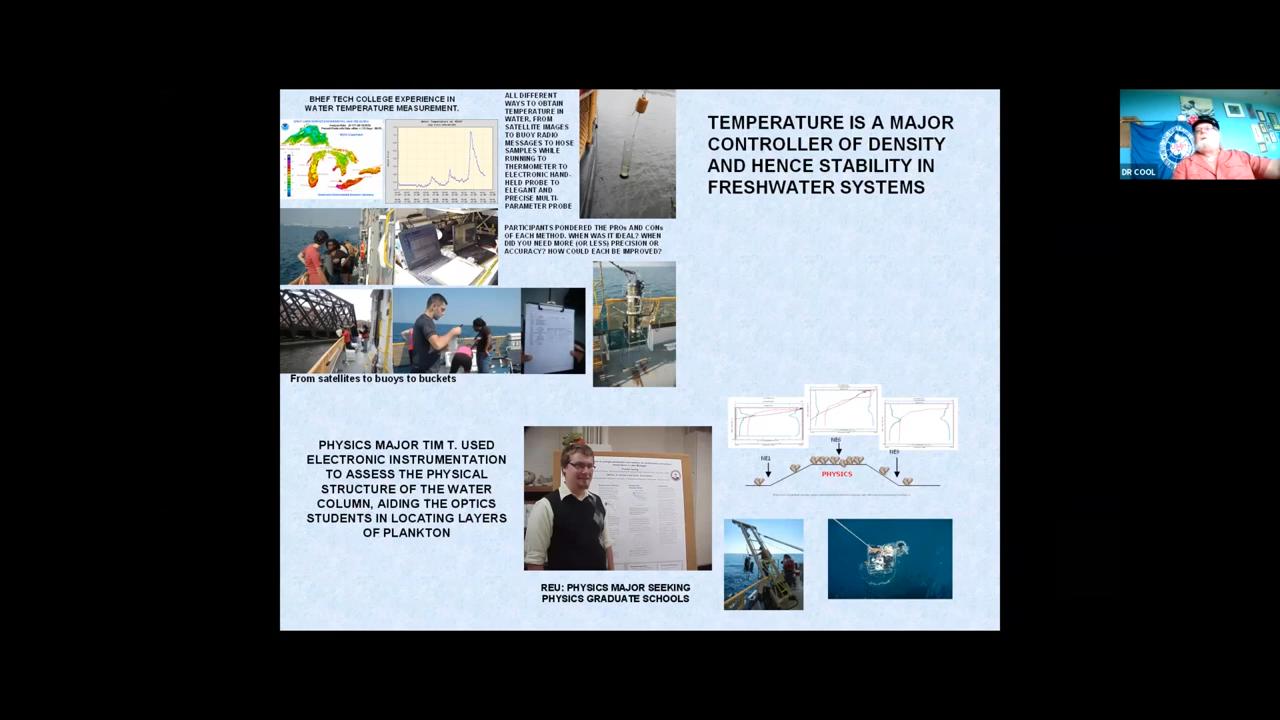 BHEF TECH COLLEGE EXPERIENCE IN
WATER TEMPERATURE MEASUREMENT.
ALL DIFFERENT
WAYS TO OBTAIN
TEMPERATURE IN
WATER, FROM
SATELLITE IMAGES
TO BUOY RADIO
MESSAGES TO HOSE
SAMPLES WHILE
RUNNING TO
THERMOMETER TO
ELECTRONIC HAND-
HELD PROBE TO
ELEGANT AND
PRECISE MULTI-
PARAMETER PROBE
PARTICIPANTS PONDERED THE PROs AND CONs
OF EACH METHOD. WHEN WAS IT IDEAL? WHEN
DID YOU NEED MORE (OR LESS) PRECISION OR
ACCURACY? HOW COULD EACH BE IMPROVED?
From satellites to buoys to buckets
TEMPERATURE IS A MAJOR
CONTROLLER OF DENSITY
AND HENCE STABILITY IN
FRESHWATER SYSTEMS
DR COOL
PHYSICS MAJOR TIM T. USED
ELECTRONIC INSTRUMENTATION
TO ASSESS THE PHYSICAL
STRUCTURE OF THE WATER
COLUMN, AIDING THE OPTICS
STUDENTS IN LOCATING LAYERS
OF PLANKTON
REU: PHYSICS MAJOR SEEKING
PHYSICS GRADUATE SCHOOLS
NE1
NE6
NE9
PHYSICS